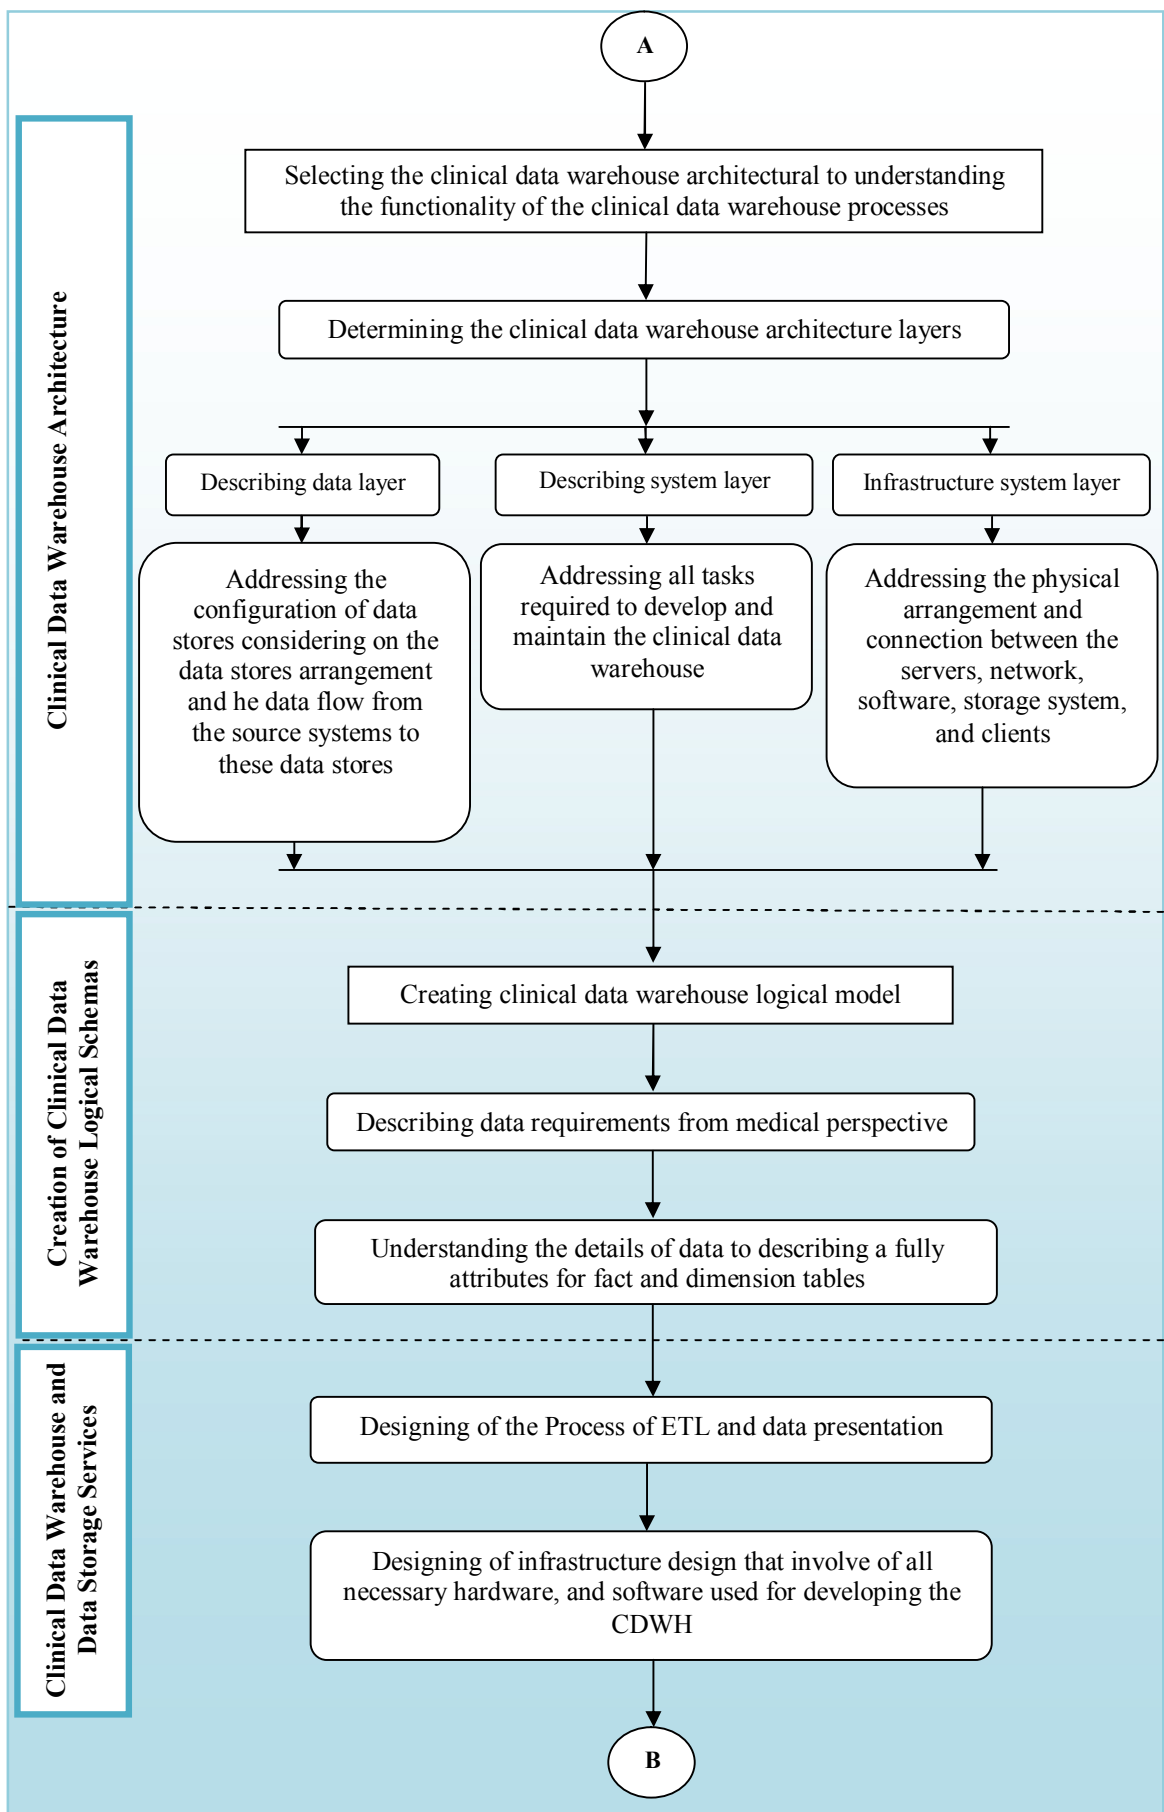 A
Clinical Data Warehouse Architecture
Selecting the clinical data warehouse architectural to understanding
the functionality of the clinical data warehouse processes
Determining the clinical data warehouse architecture layers
Describing data layer
Describing system layer
Infrastructure system layer
Addressing the
configuration of data
stores considering on the
data stores arrangement
and he data flow from
the source systems to
these data stores
Addressing all tasks
required to develop and
maintain the clinical data
warehouse
Addressing the physical
arrangement and
connection between the
servers, network,
software, storage system,
and clients
Creation of Clinical Data
Warehouse Logical Schemas
Creating clinical data warehouse logical model
Describing data requirements from medical perspective
Understanding the details of data to describing a fully
attributes for fact and dimension tables
Clinical Data Warehouse and
Data Storage Services
Designing of the Process of ETL and data presentation
Designing of infrastructure design that involve of all
necessary hardware, and software used for developing the
CDWH
B